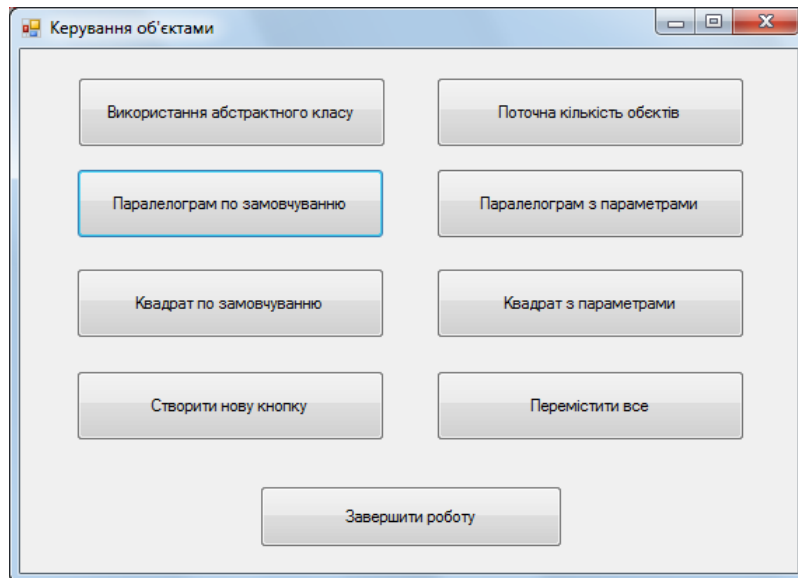 Керування об'єктами
Використання абстрактного класу
Поточна кількість обєктів
Паралелограм по замовчуванню
Паралелограм з параметрами
Квадрат по замовчуванню
Квадрат з параметрами
Створити нову кнопку
Перемістити все
Завершити роботу